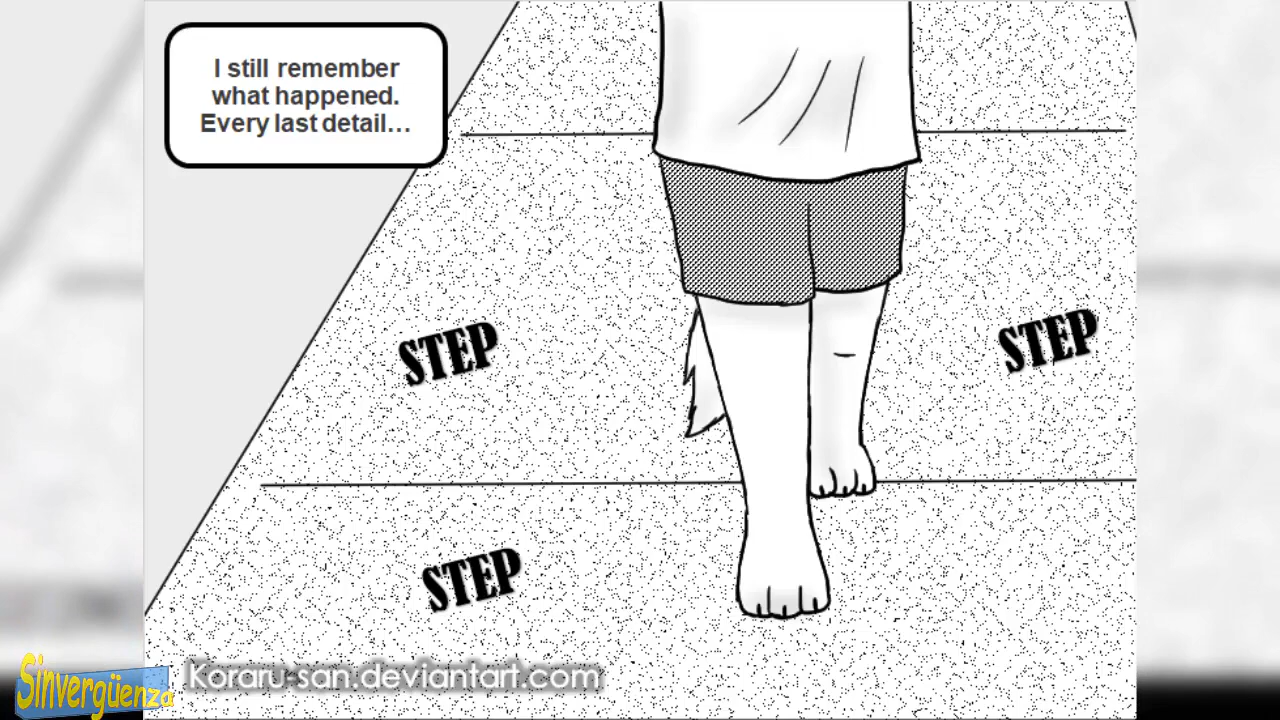 I still remember
what happened.
Every last detail...
STEP
STEP
STEP
Koraru-san.deviantart.com
Sinvergüenza